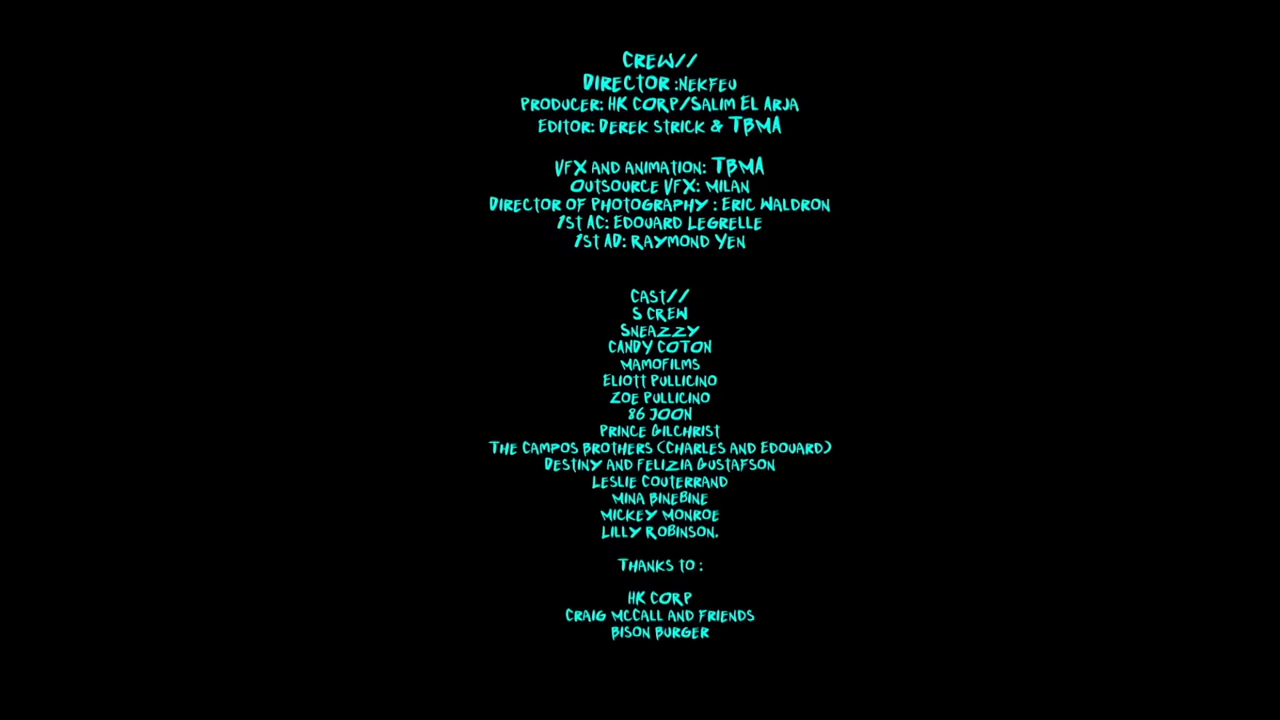 CREW//
DIRECTOR :NEKFEU
PRODUCER: HK CORP/SALIM EL ARJA
EDITOR: DEREK STRICK & TBMA
VFX AND ANIMATION: TBMA
OUTSOURCE VFX: MILAN
DIRECTOR OF PHOTOGRAPHY : ERIC WALDRON
1ST AC: EDOUARD LEGRELLE
1ST AD: RAYMOND YEN
CAST//
S CREW
SNEAZZY
CANDY COTON
MAMOFILMS
ELIOTT PULLICINO
ZOE PULLICINO
86 JOON
PRINCE GILCHRIST
THE CAMPOS BROTHERS (CHARLES AND EDOUARD)
DESTINY AND FELIZIA GUSTAFSON
LESLIE COUTERRAND
MINA BINEBINE
MICKEY MONROE
LILLY ROBINSON.
THANKS TO :
HK CORP
CRAIG MCCALL AND FRIENDS
BISON BURGER